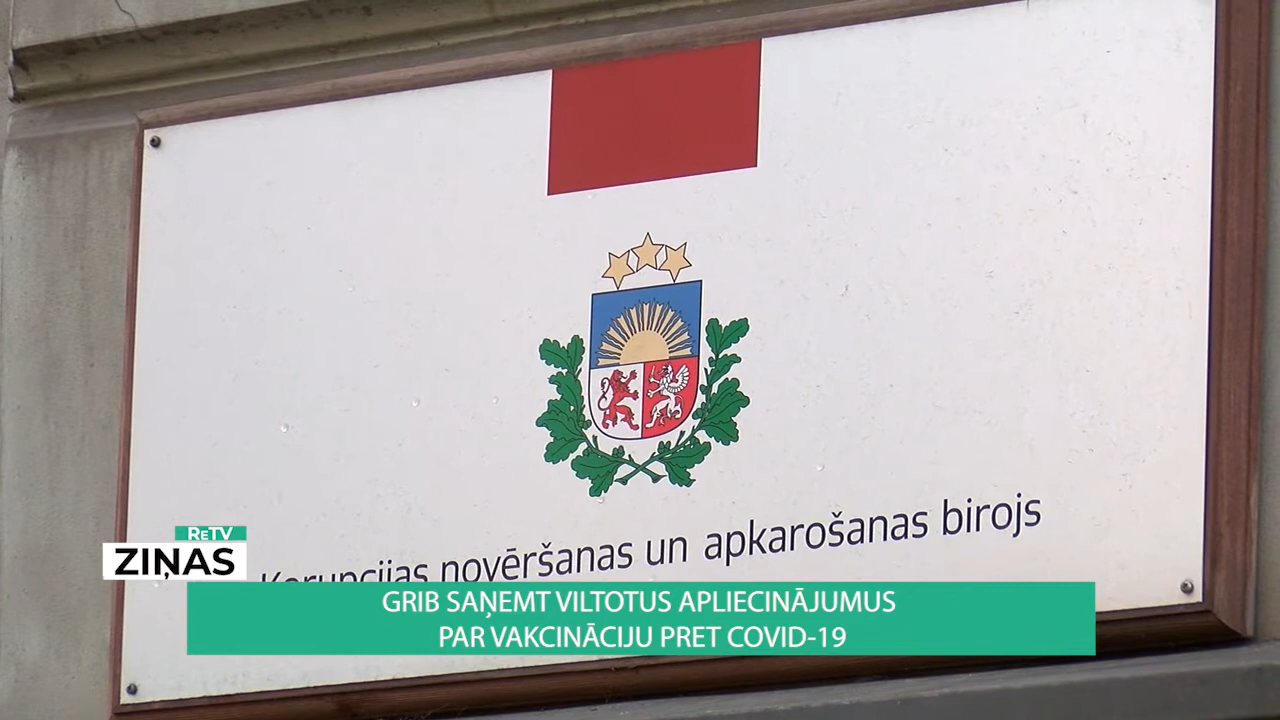 Korupcijas novēršanas un apkarošanas birojs
RETV
ZIŅAS
GRIB SAŅEMT VILTOTUS APLIECINĀJUMUS
PAR VAKCINĀCIJU PRET COVID-19